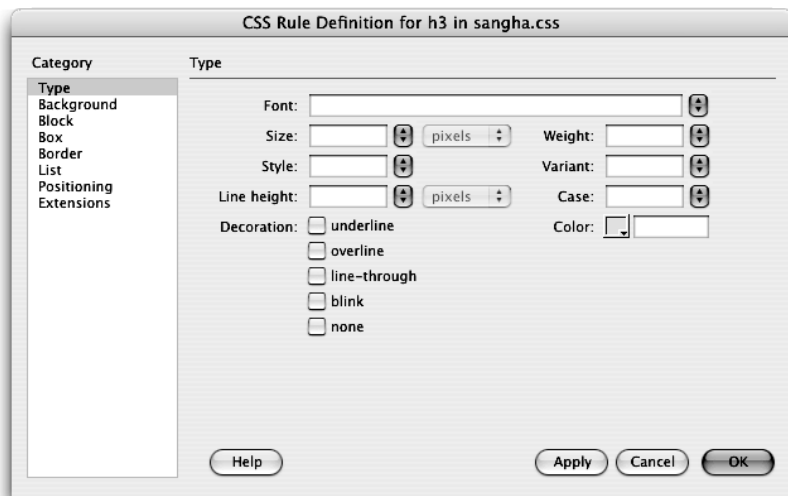 CSS Rule Definition for h3 in sangha.css
Category
Type
Background
Block
Box
Border
List
Positioning
Extensions
Type
Font:
Size: pixels Weight:
Style: Variant:
Line height: pixels Case:
Decoration: underline Color:
overline
line-through
blink
none
Help Apply Cancel OK